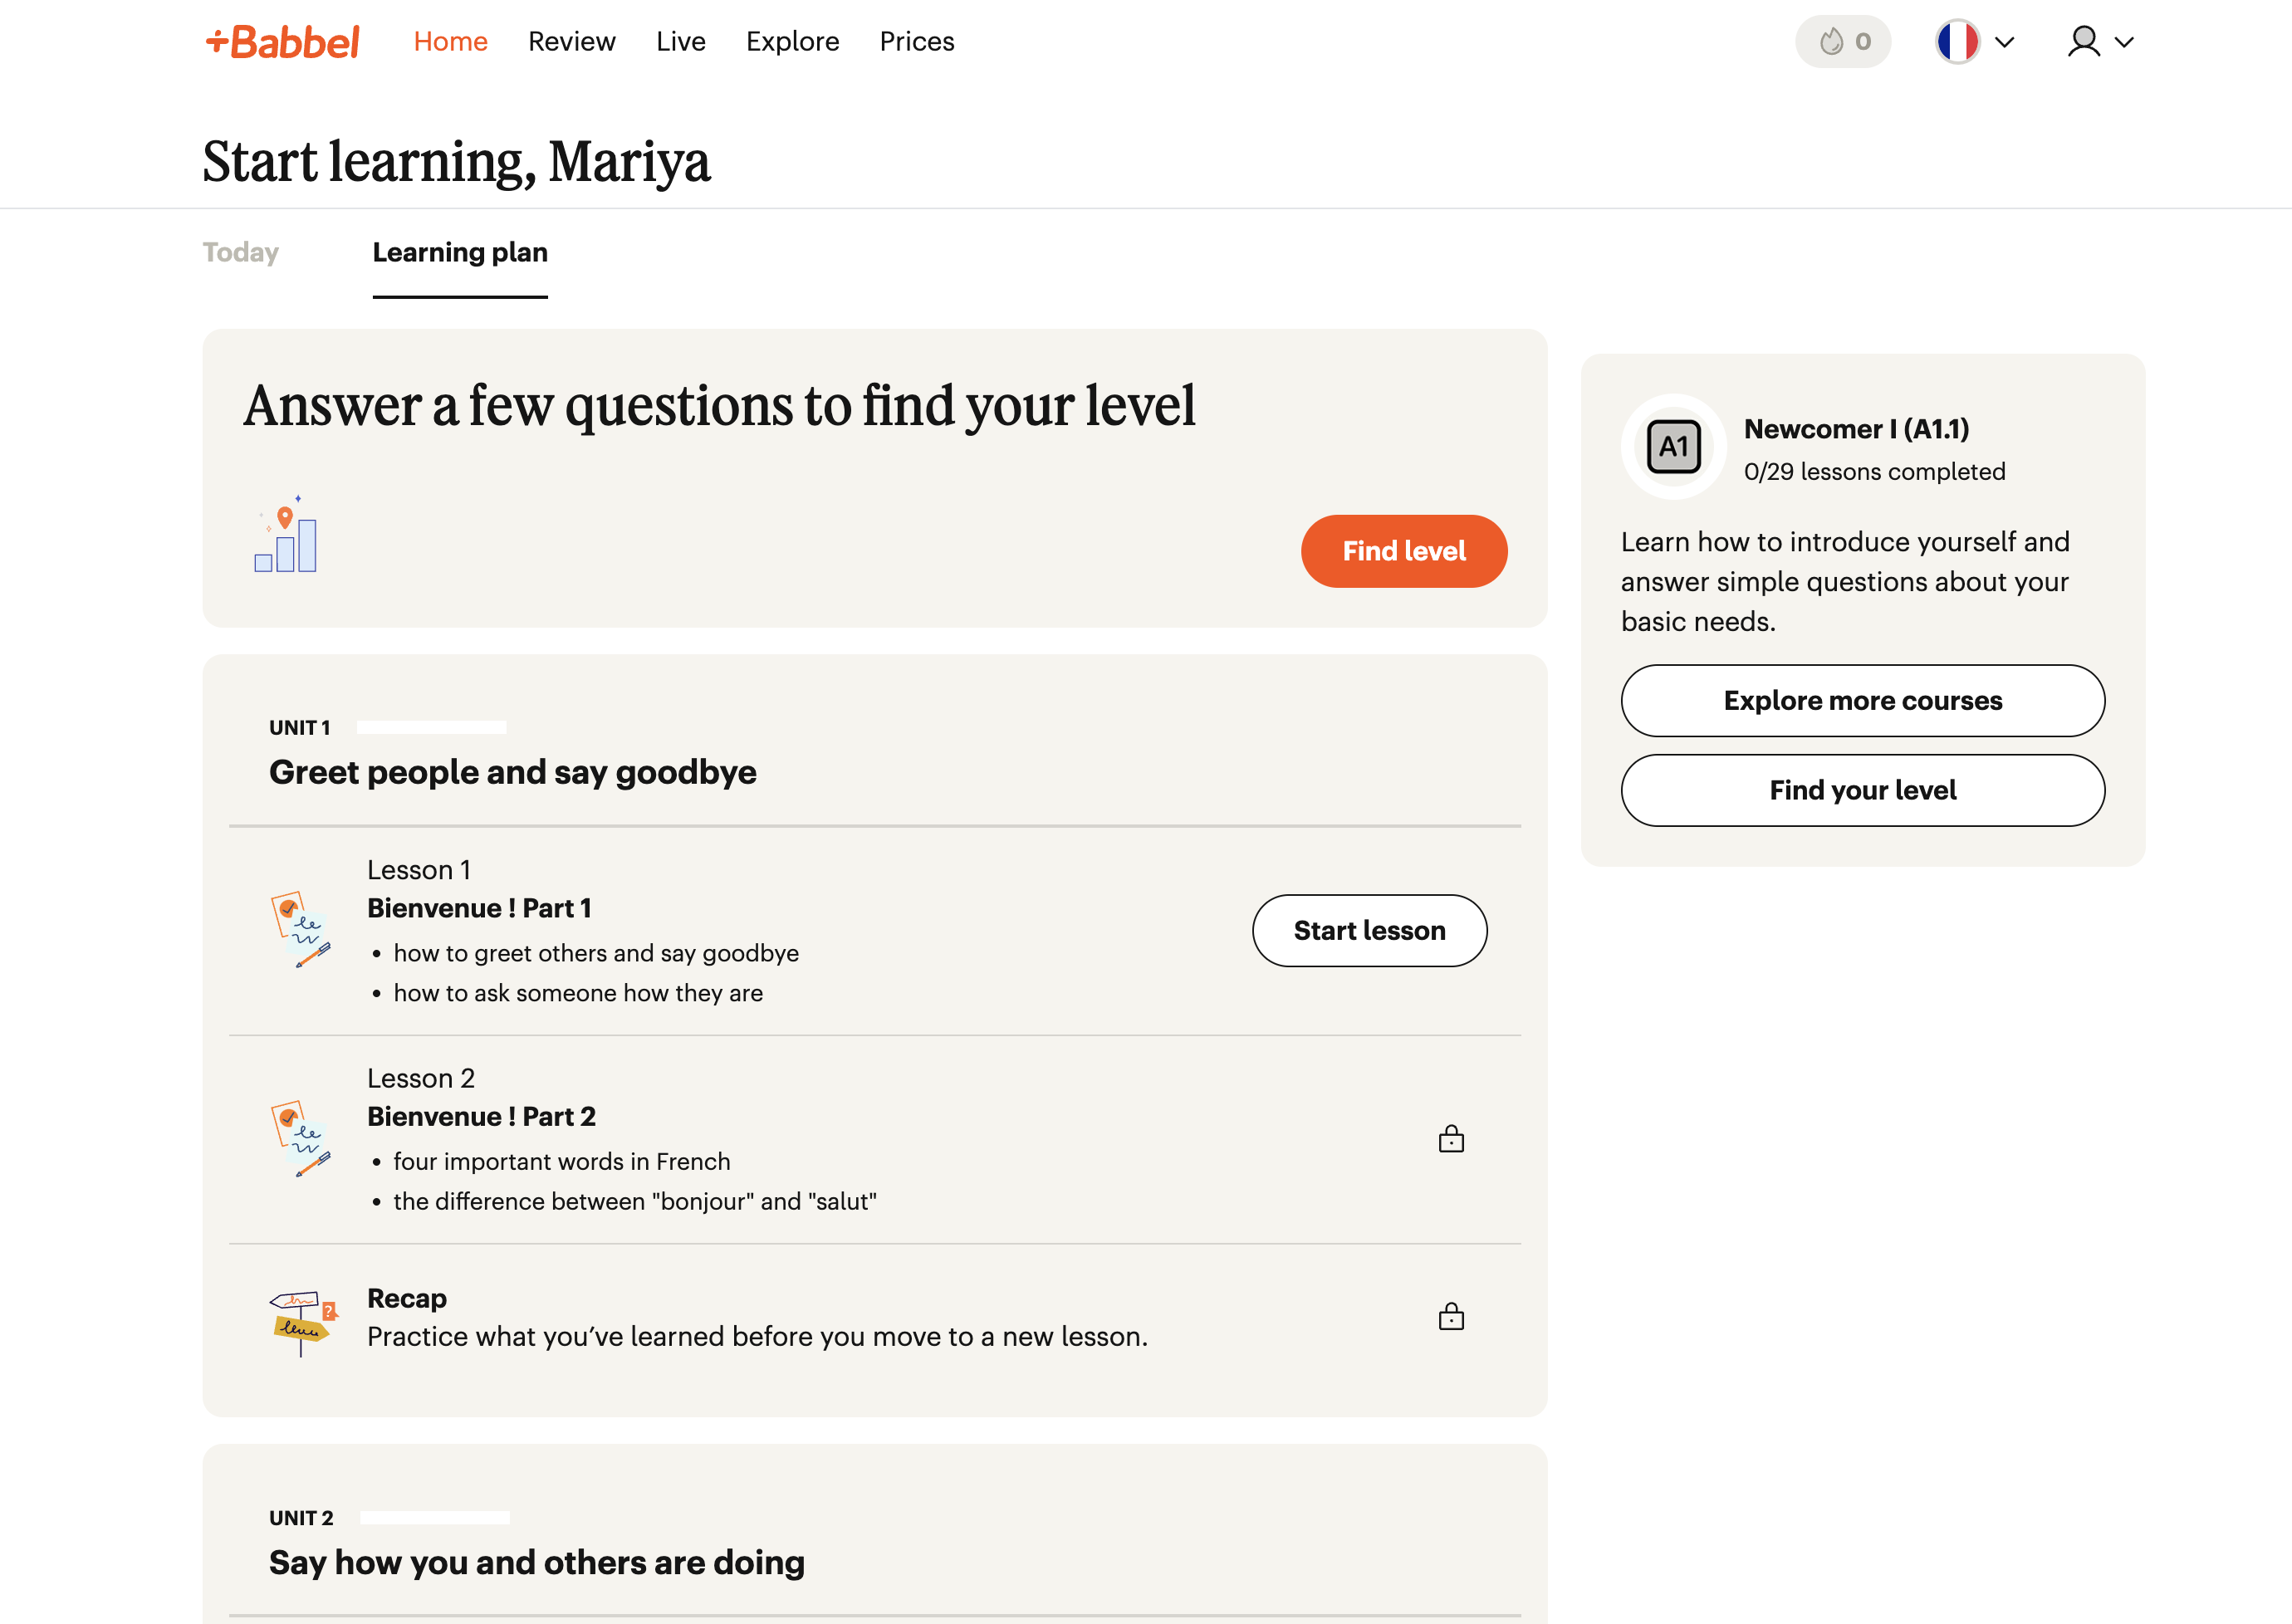 +Babbel
Home
Review
Live
Explore
Prices
0
Start learning, Mariya
Today
Learning plan
Answer a few questions to find your level
Find level
UNIT 1
Greet people and say goodbye
Lesson 1
Bienvenue ! Part 1
• how to greet others and say goodbye
• how to ask someone how they are
Start lesson
Lesson 2
Bienvenue ! Part 2
• four important words in French
• the difference between "bonjour" and "salut"
Recap
Practice what you’ve learned before you move to a new lesson.
UNIT 2
Say how you and others are doing
A1
Newcomer I (A1.1)
0/29 lessons completed
Learn how to introduce yourself and
answer simple questions about your
basic needs.
Explore more courses
Find your level